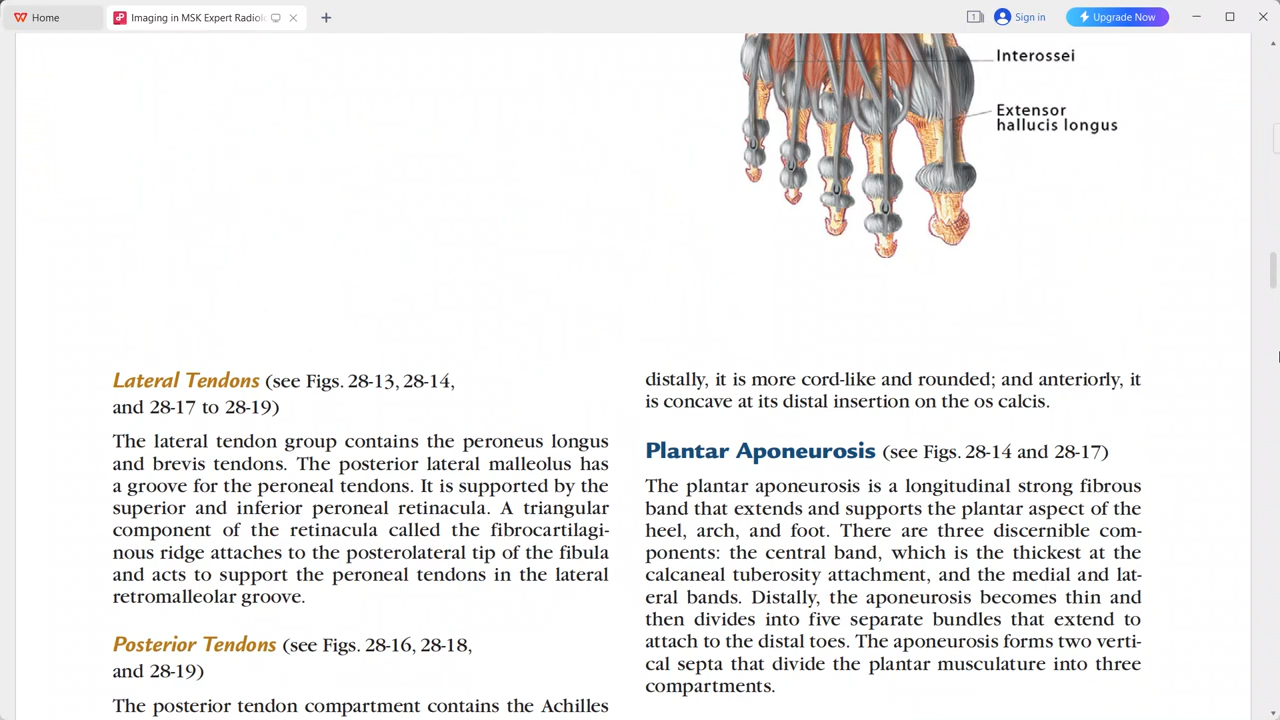 Home
Imaging in MSK Expert Radiol
1
Sign in
Upgrade Now
Interossei
Extensor
hallucis longus
Lateral Tendons (see Figs. 28-13, 28-14,
and 28-17 to 28-19)
The lateral tendon group contains the peroneus longus
and brevis tendons. The posterior lateral malleolus has
a groove for the peroneal tendons. It is supported by the
superior and inferior peroneal retinacula. A triangular
component of the retinacula called the fibrocartilagi-
nous ridge attaches to the posterolateral tip of the fibula
and acts to support the peroneal tendons in the lateral
retromalleolar groove.
Posterior Tendons (see Figs. 28-16, 28-18,
and 28-19)
The posterior tendon compartment contains the Achilles
distally, it is more cord-like and rounded; and anteriorly, it
is concave at its distal insertion on the os calcis.
Plantar Aponeurosis (see Figs. 28-14 and 28-17)
The plantar aponeurosis is a longitudinal strong fibrous
band that extends and supports the plantar aspect of the
heel, arch, and foot. There are three discernible com-
ponents: the central band, which is the thickest at the
calcaneal tuberosity attachment, and the medial and lat-
eral bands. Distally, the aponeurosis becomes thin and
then divides into five separate bundles that extend to
attach to the distal toes. The aponeurosis forms two verti-
cal septa that divide the plantar musculature into three
compartments.